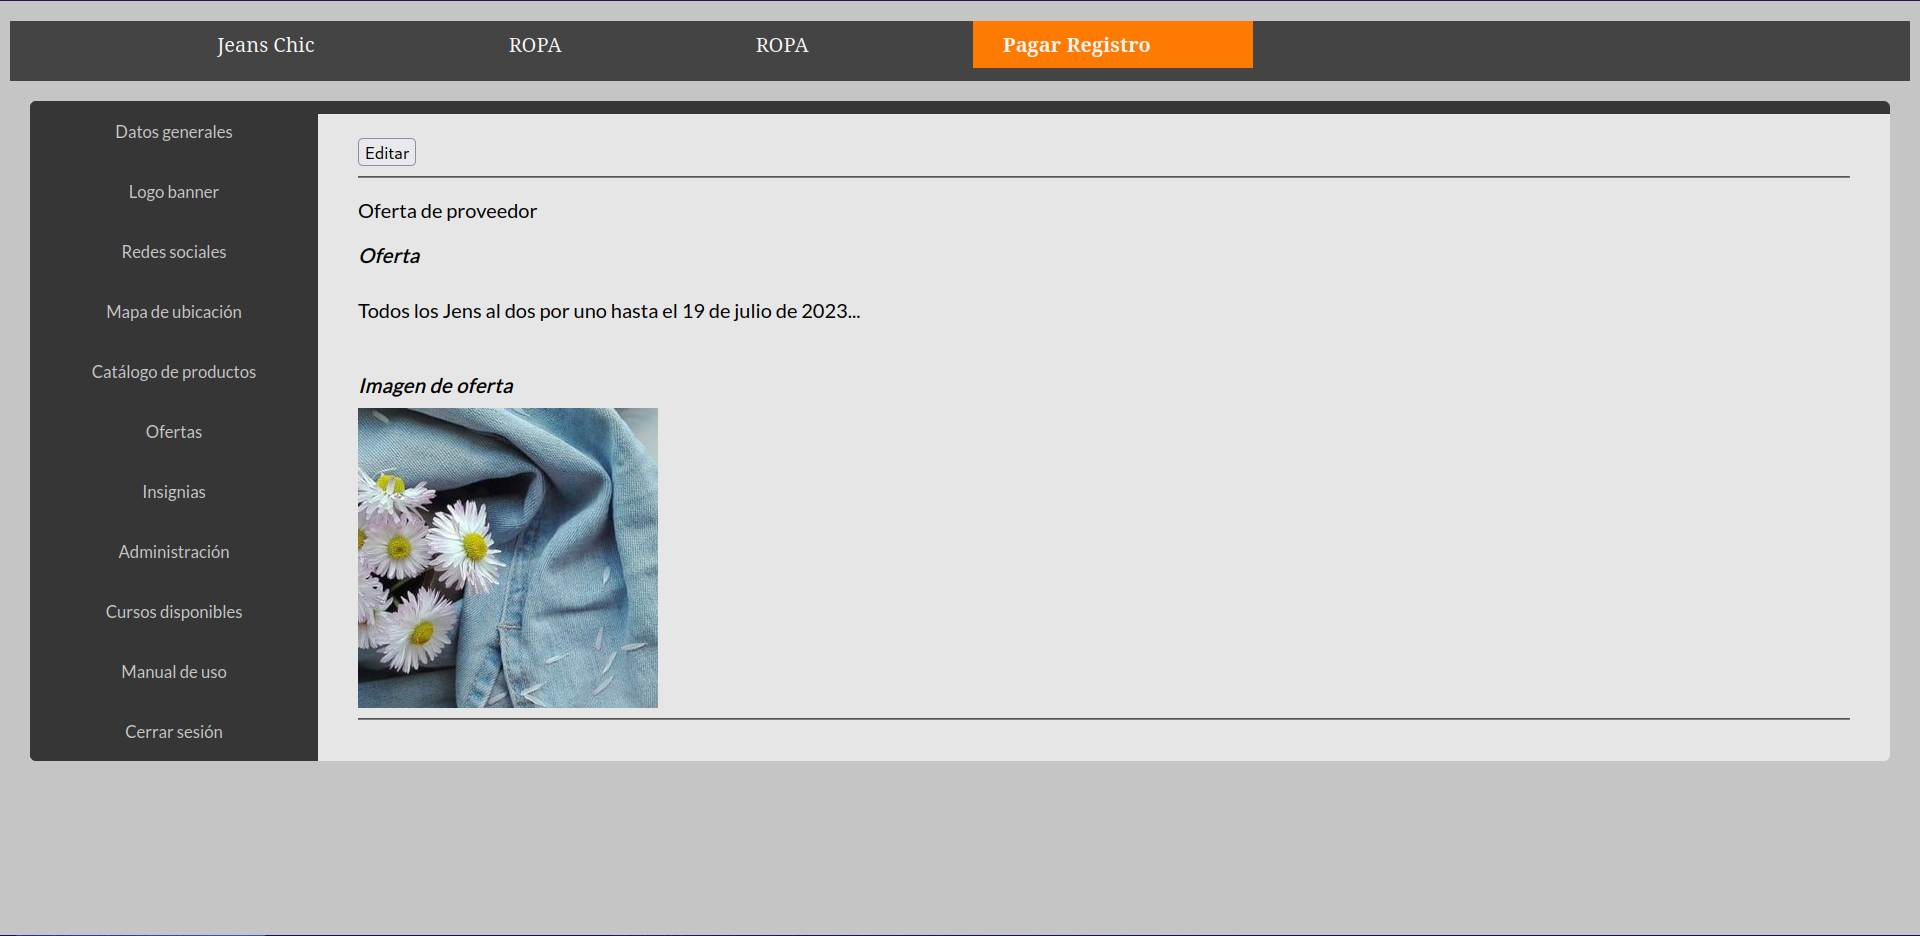 Jeans Chic
ROPA
ROPA
Pagar Registro
Datos generales
Logo banner
Redes sociales
Mapa de ubicación
Catálogo de productos
Ofertas
Insignias
Administración
Cursos disponibles
Manual de uso
Cerrar sesión
Editar
Oferta de proveedor
Oferta
Todos los Jens al dos por uno hasta el 19 de julio de 2023...
Imagen de oferta